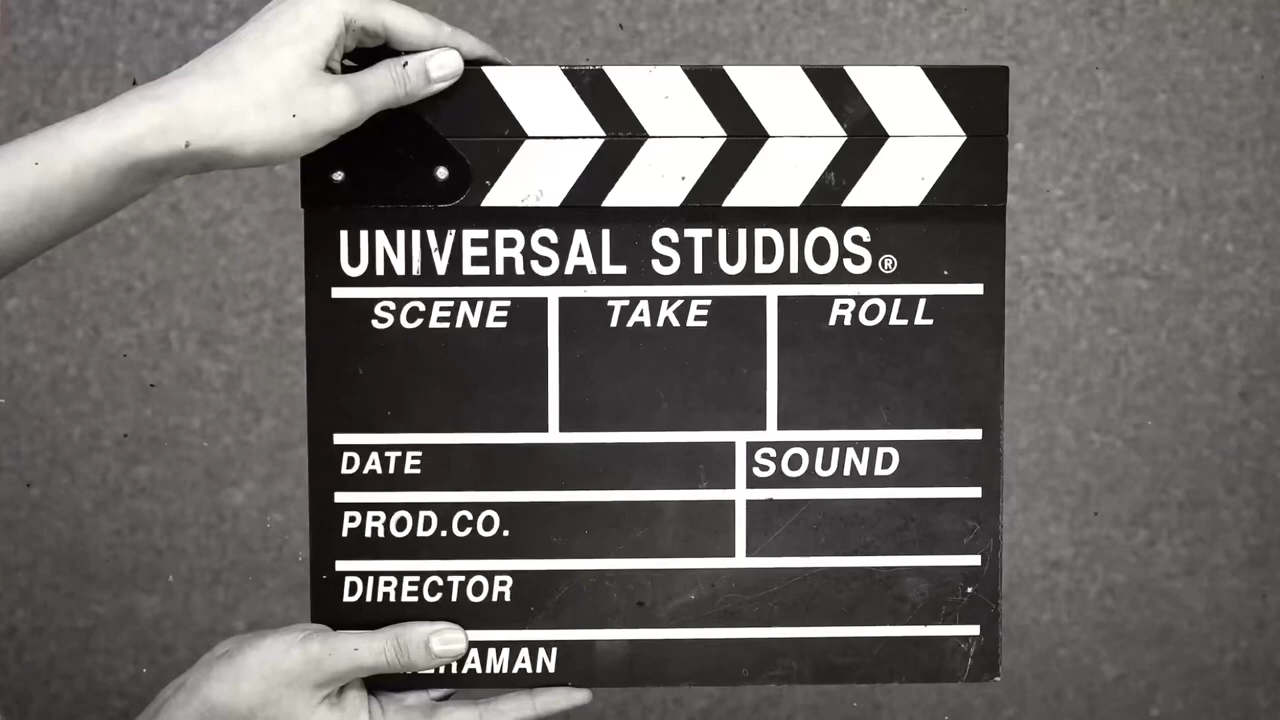 UNIVERSAL STUDIOS®
SCENE TAKE ROLL
DATE SOUND
PROD.CO.
DIRECTOR